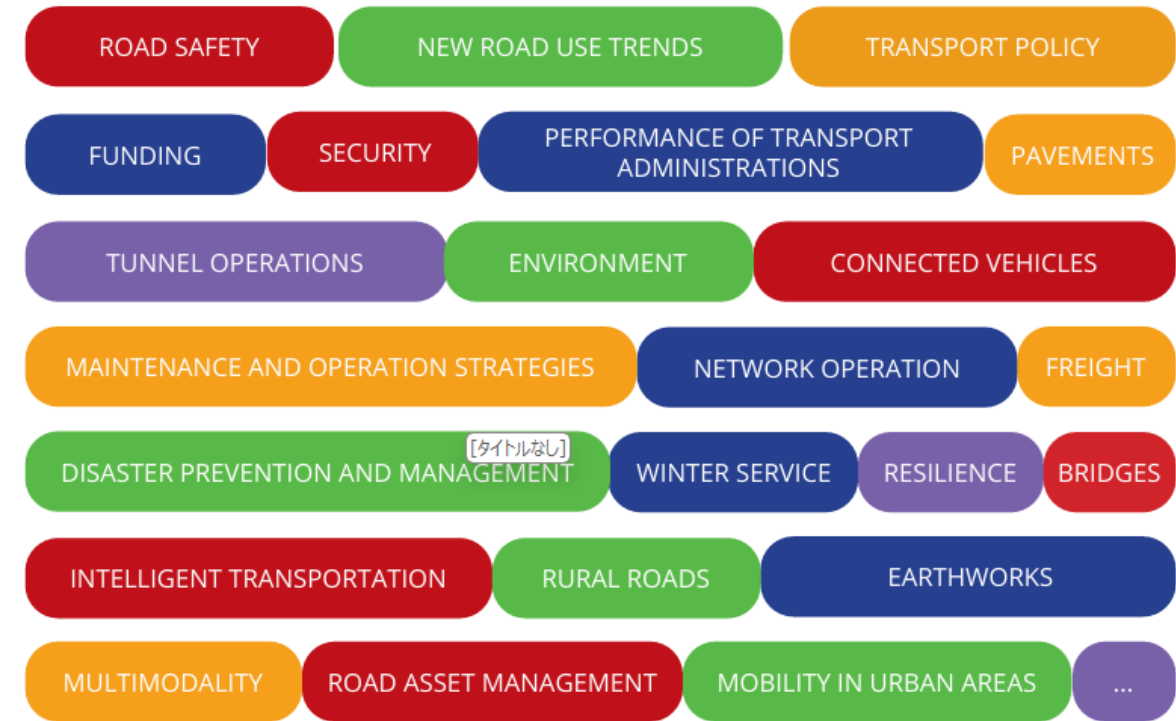 ROAD SAFETY
NEW ROAD USE TRENDS
TRANSPORT POLICY
FUNDING
SECURITY
PERFORMANCE OF TRANSPORT
ADMINISTRATIONS
PAVEMENTS
TUNNEL OPERATIONS
ENVIRONMENT
CONNECTED VEHICLES
MAINTENANCE AND OPERATION STRATEGIES
NETWORK OPERATION
FREIGHT
[タイトルなし]
DISASTER PREVENTION AND MANAGEMENT
WINTER SERVICE
RESILIENCE
BRIDGES
INTELLIGENT TRANSPORTATION
RURAL ROADS
EARTHWORKS
MULTIMODALITY
ROAD ASSET MANAGEMENT
MOBILITY IN URBAN AREAS
...